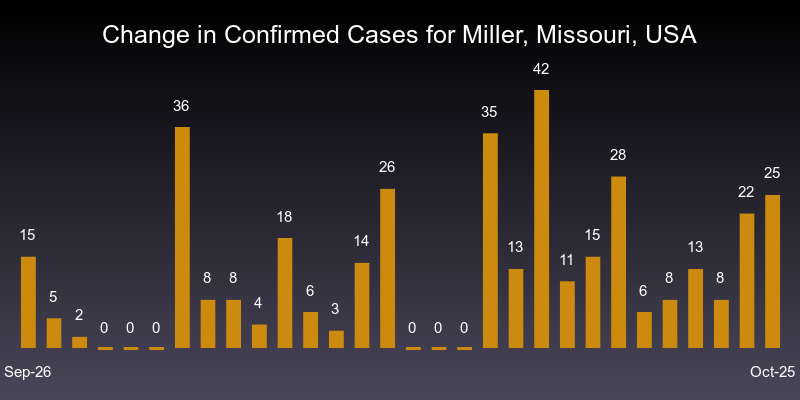 Change in Confirmed Cases for Miller, Missouri, USA
15 5 2 0 0 0 36 8 8 4 18 6 3 14 26 0 0 0 35 13 42 11 15 28 6 8 13 8 22 25
Sep-26 Oct-25